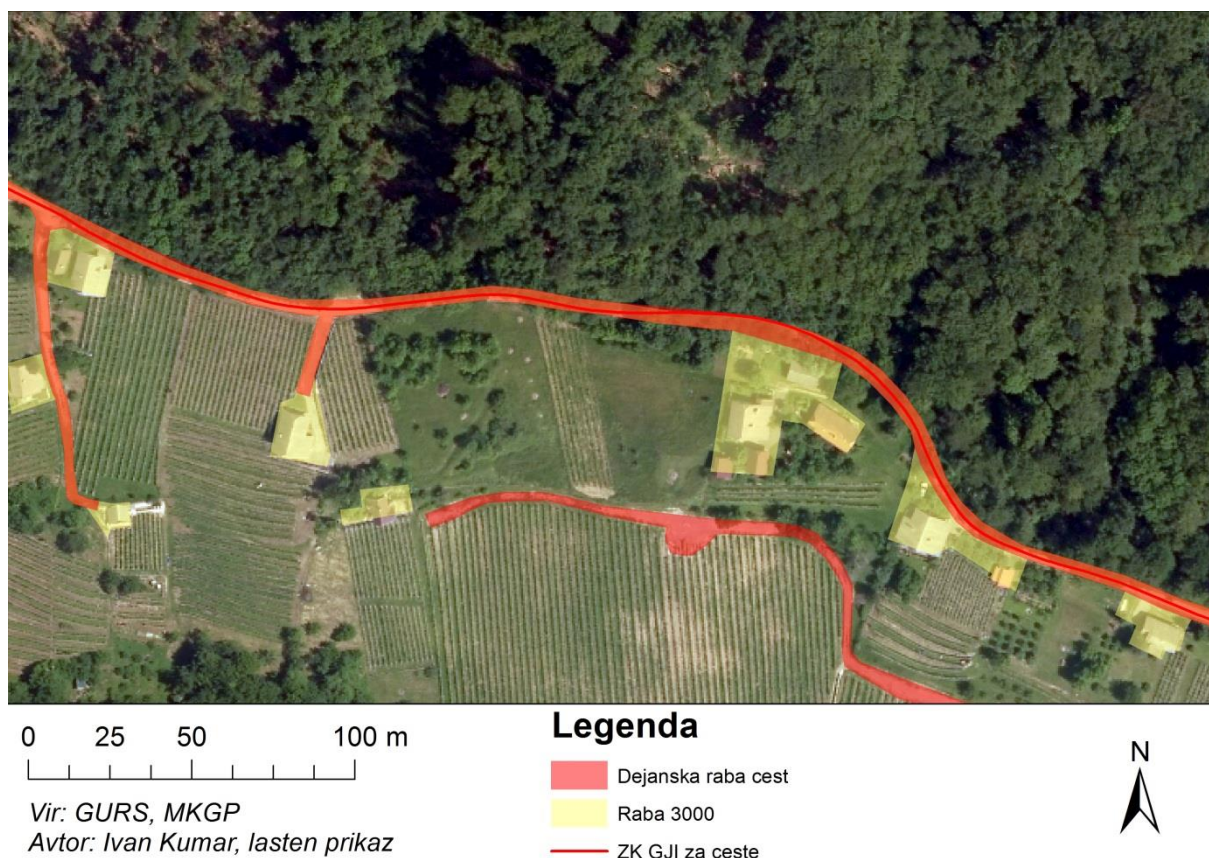 0 25 50 100 m
Vir: GURS, MKGP
Avtor: Ivan Kumar, lasten prikaz
Legenda
Dejanska raba cest
Raba 3000
ZK GJI za ceste
N